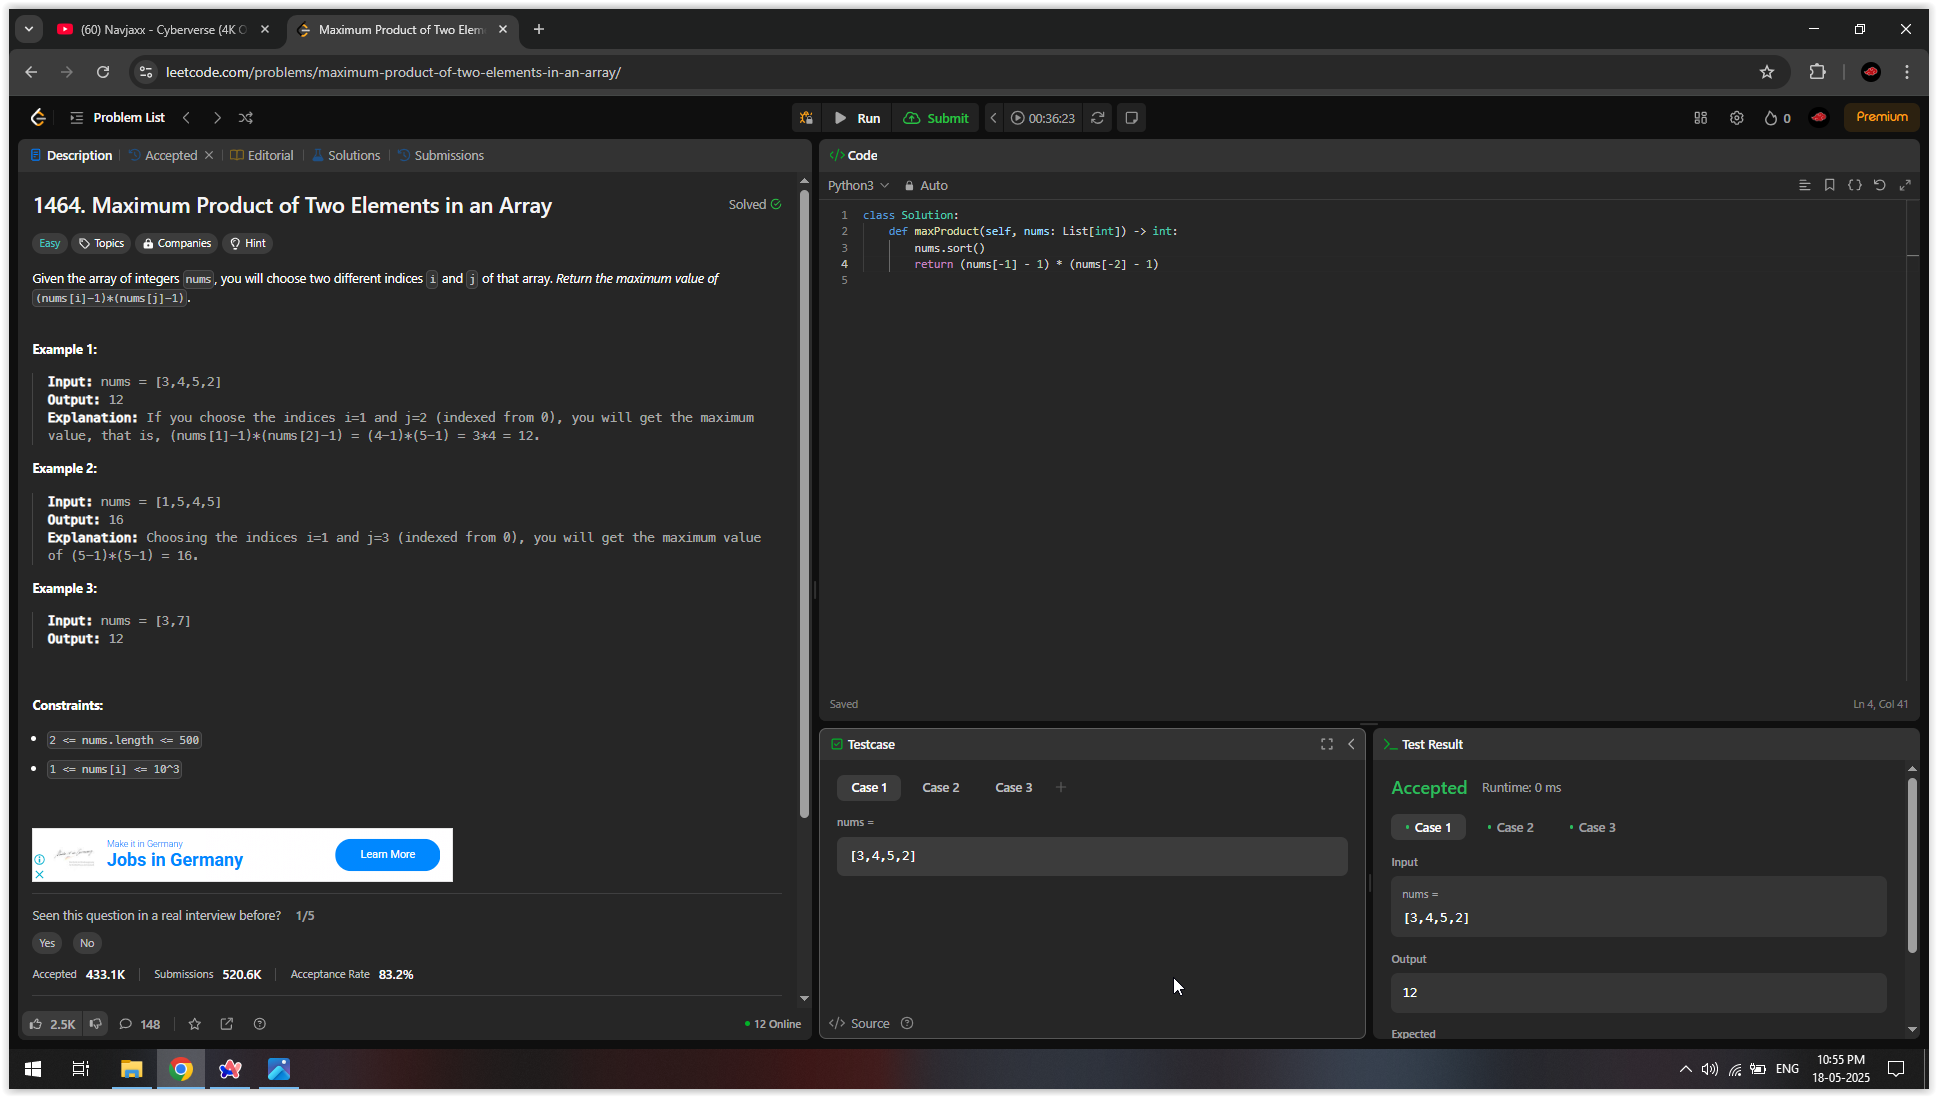 (60) Navjaxx - Cyberverse (4K O
Maximum Product of Two Elem
leetcode.com/problems/maximum-product-of-two-elements-in-an-array/
Problem List
Run
Submit
00:36:23
0
Premium
Description
Accepted
Editorial
Solutions
Submissions
1464. Maximum Product of Two Elements in an Array
Solved
Easy
Topics
Companies
Hint
Given the array of integers nums, you will choose two different indices i and j of that array. Return the maximum value of
(nums[i]-1)*(nums[j]-1).
Example 1:
Input: nums = [3,4,5,2]
Output: 12
Explanation: If you choose the indices i=1 and j=2 (indexed from 0), you will get the maximum
value, that is, (nums[1]-1)*(nums[2]-1) = (4-1)*(5-1) = 3*4 = 12.
Example 2:
Input: nums = [1,5,4,5]
Output: 16
Explanation: Choosing the indices i=1 and j=3 (indexed from 0), you will get the maximum value
of (5-1)*(5-1) = 16.
Example 3:
Input: nums = [3,7]
Output: 12
Constraints:
2 <= nums.length <= 500
1 <= nums[i] <= 10^3
Make it in Germany
Jobs in Germany
Learn More
Seen this question in a real interview before? 1/5
Yes
No
Accepted 433.1K
Submissions 520.6K
Acceptance Rate 83.2%
2.5K
148
12 Online
</> Code
Python3
Auto
1 class Solution:
2 def maxProduct(self, nums: List[int]) -> int:
3 nums.sort()
4 return (nums[-1] - 1) * (nums[-2] - 1)
5
Saved
Ln 4, Col 41
Testcase
Case 1
Case 2
Case 3
nums =
[3,4,5,2]
</> Source
Test Result
Accepted
Runtime: 0 ms
Case 1
Case 2
Case 3
Input
nums =
[3,4,5,2]
Output
12
Expected
ENG
10:55 PM
18-05-2025